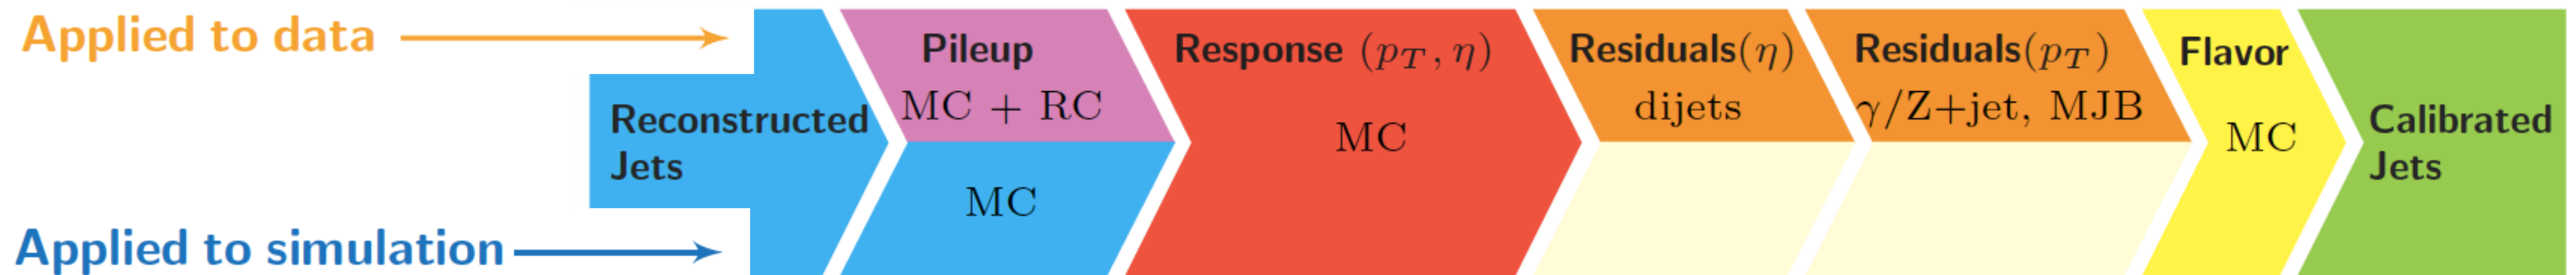 Applied to data
Applied to simulation
Reconstructed
Jets
Pileup
MC + RC
MC
Response (p_T, η)
MC
Residuals(η)
dijets
Residuals(p_T)
γ/Z+jet, MJB
Flavor
MC
Calibrated
Jets